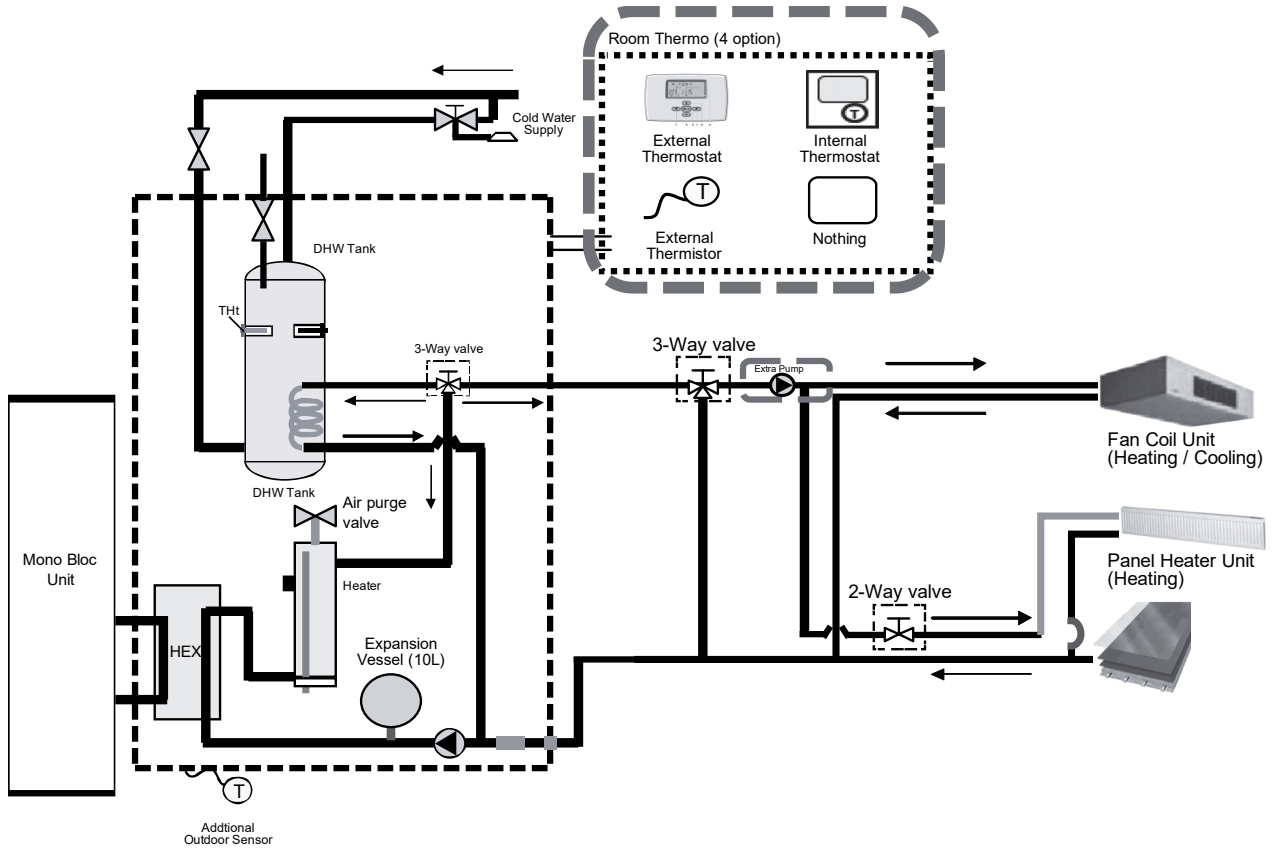 Room Thermo (4 option)
External
Thermostat
Internal
Thermostat
T
External
Thermistor
T
Nothing
Cold Water
Supply
DHW Tank
THt
3-Way valve
3-Way valve
Extra Pump
Fan Coil Unit
(Heating / Cooling)
DHW Tank
Air purge
valve
Mono Bloc
Unit
Heater
Panel Heater Unit
(Heating)
2-Way valve
HEX
Expansion
Vessel (10L)
T
Addtional
Outdoor Sensor